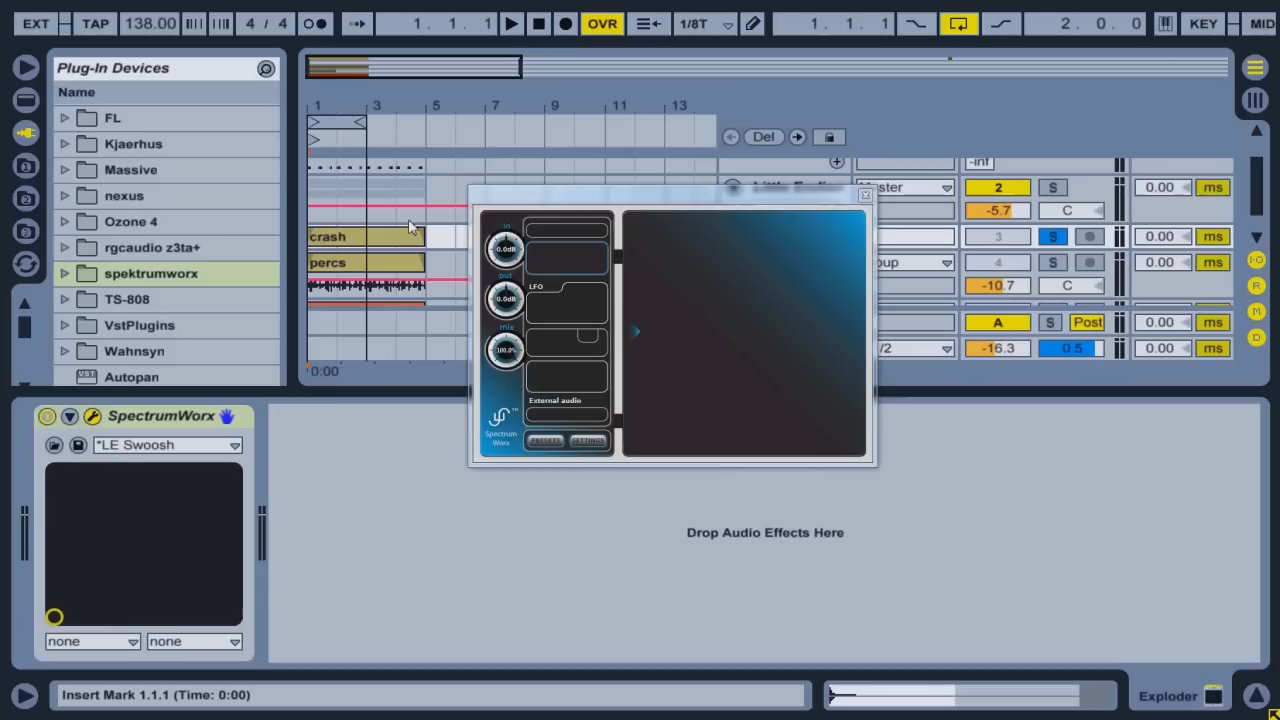 EXT TAP 138.00 4 / 4 1. 1. 1 OVR 1/8T 1. 1. 1 2. 0. 0 KEY MID
Plug-In Devices
Name
FL
Kjaerhus
Massive
nexus
Ozone 4
rgcaudio z3ta+
spektrumworx
TS-808
VstPlugins
Wahnsyn
Autopan
1 3 5 7 9 11 13
Del
-inf
Master 2 S 0.00 ms
-5.7 C
crash 3 S 0.00 ms
percs 4 S 0.00 ms
-10.7 C
A S Post 0.00 ms
/2 -16.3 0.5 0.00 ms
0:00
in
0.0dB
out
0.0dB
mix
100.0%
LFO
External audio
PRESETS SETTINGS
Spectrum
Worx
™
SpectrumWorx
*LE Swoosh
none none
Drop Audio Effects Here
Insert Mark 1.1.1 (Time: 0:00)
Exploder
I·O
R
M
D